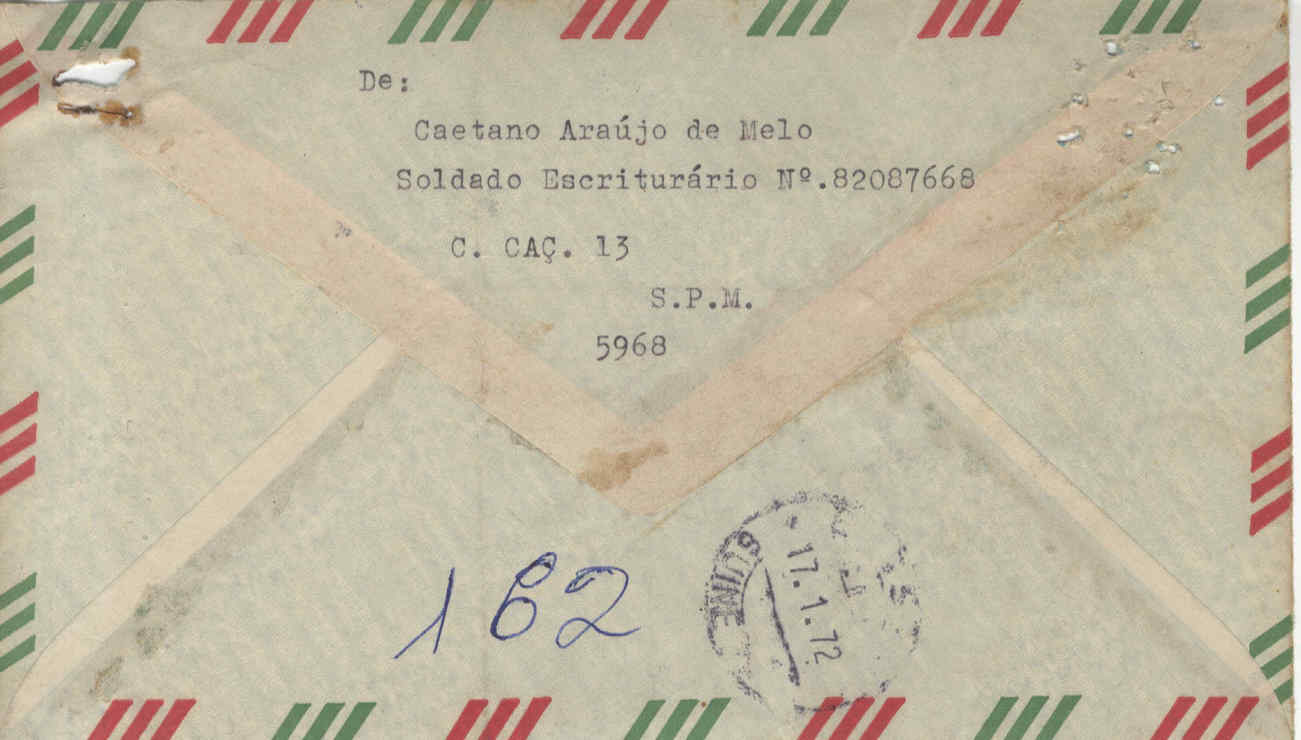 De:
Caetano Araújo de Melo
Soldado Escriturário Nº.82087668
C. CAÇ. 13
S.P.M.
5968
162
GUINÉ
17.1.72